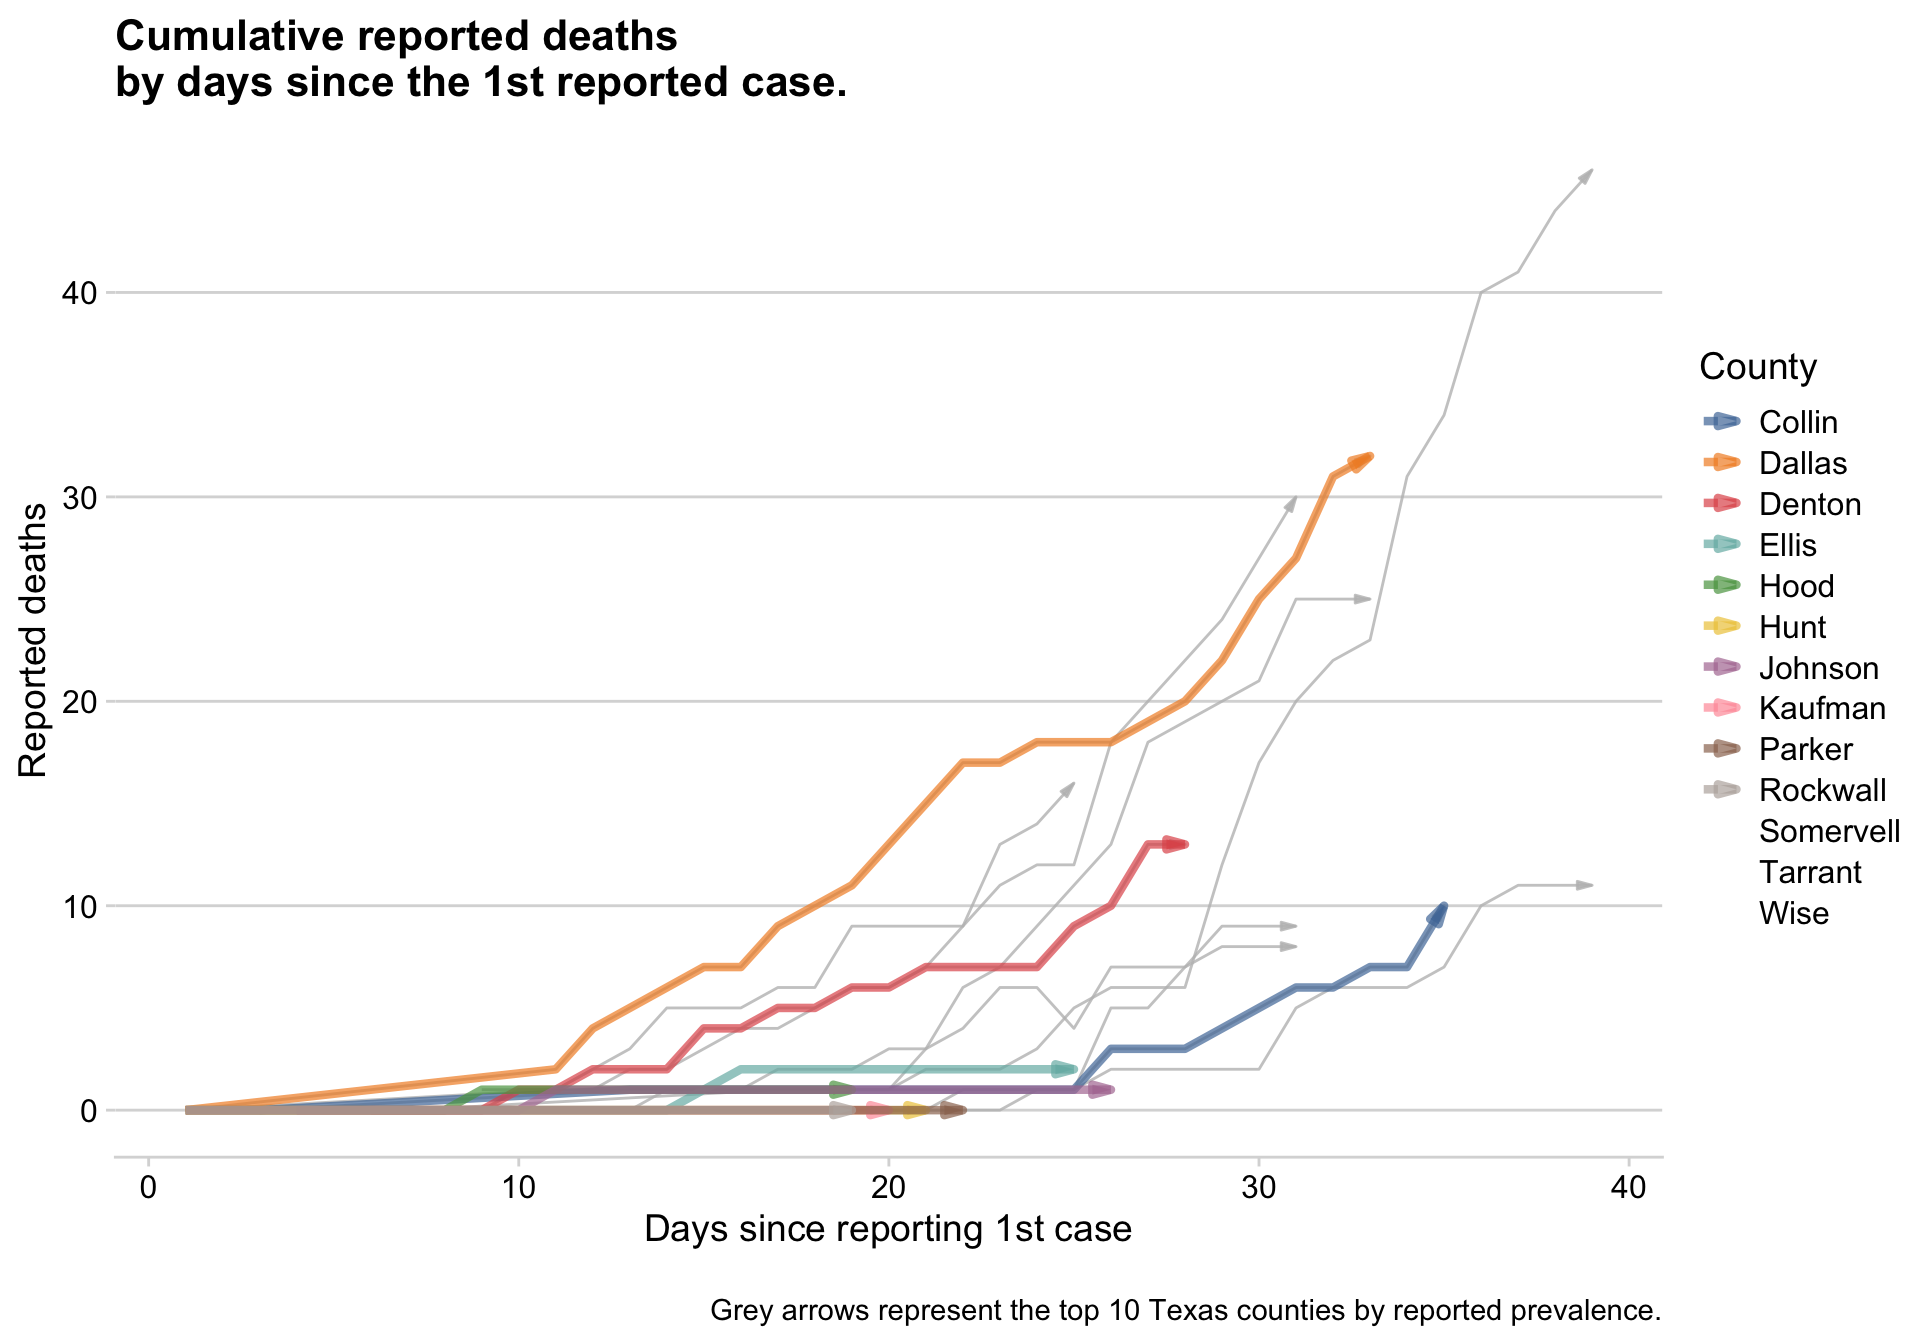 Cumulative reported deaths
by days since the 1st reported case.
40
30
20
10
0
Reported deaths
0 10 20 30 40
Days since reporting 1st case
County
Collin
Dallas
Denton
Ellis
Hood
Hunt
Johnson
Kaufman
Parker
Rockwall
Somervell
Tarrant
Wise
Grey arrows represent the top 10 Texas counties by reported prevalence.